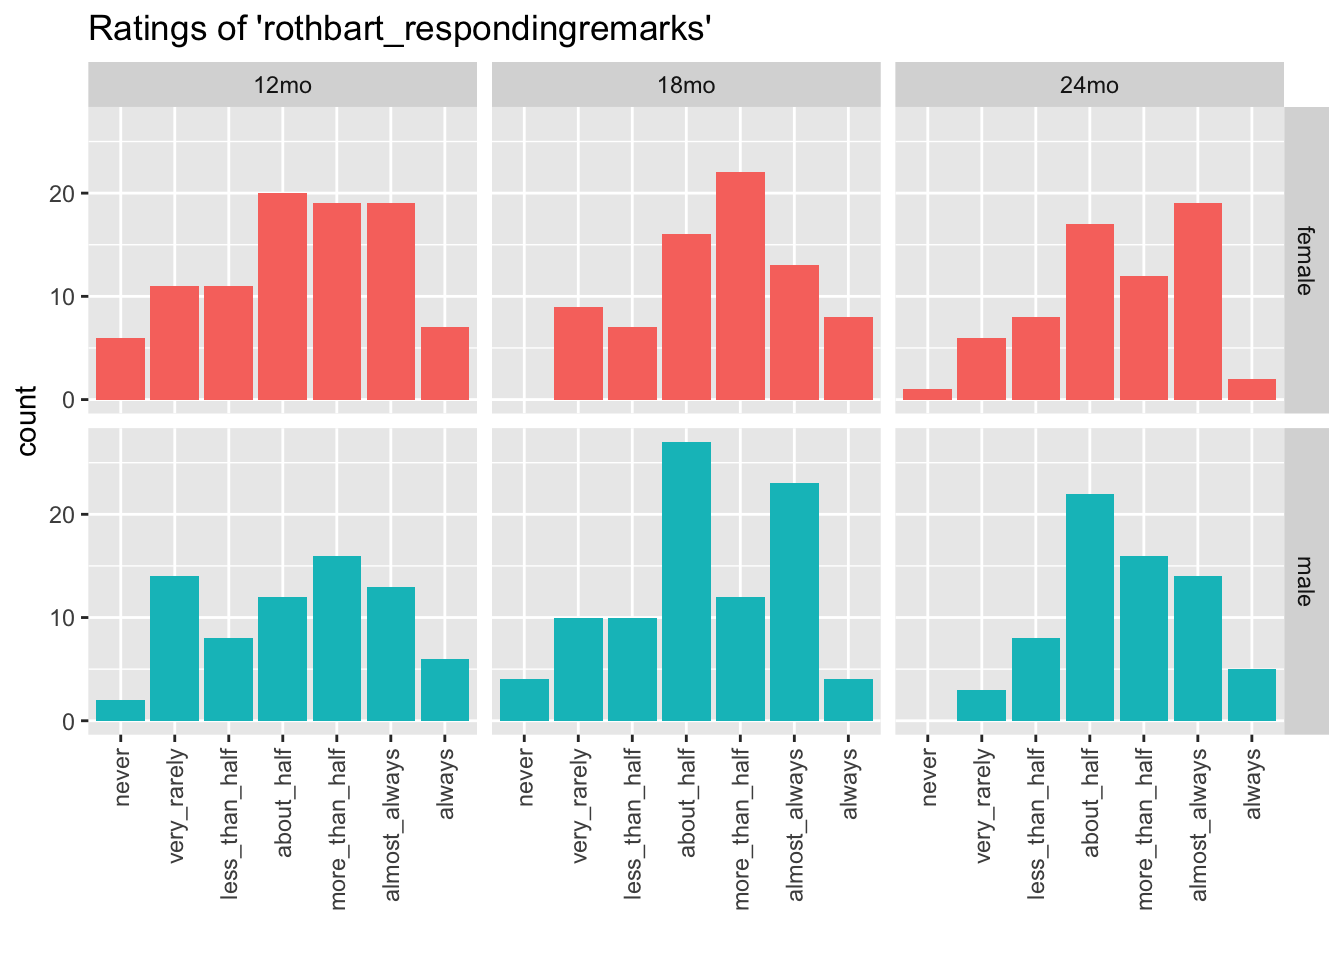 Ratings of 'rothbart_respondingremarks'
12mo 18mo 24mo
20
10
0
female
count
20
10
0
male
never very_rarely less_than_half about_half more_than_half almost_always always
never very_rarely less_than_half about_half more_than_half almost_always always
never very_rarely less_than_half about_half more_than_half almost_always always